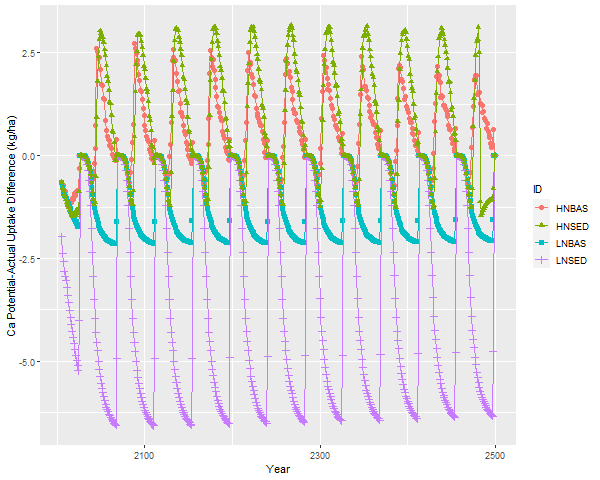 Ca Potential-Actual Uptake Difference (kg/ha)
2.5
0.0
-2.5
-5.0
2100
2300
2500
Year
ID
HNBAS
HNSED
LNBAS
LNSED